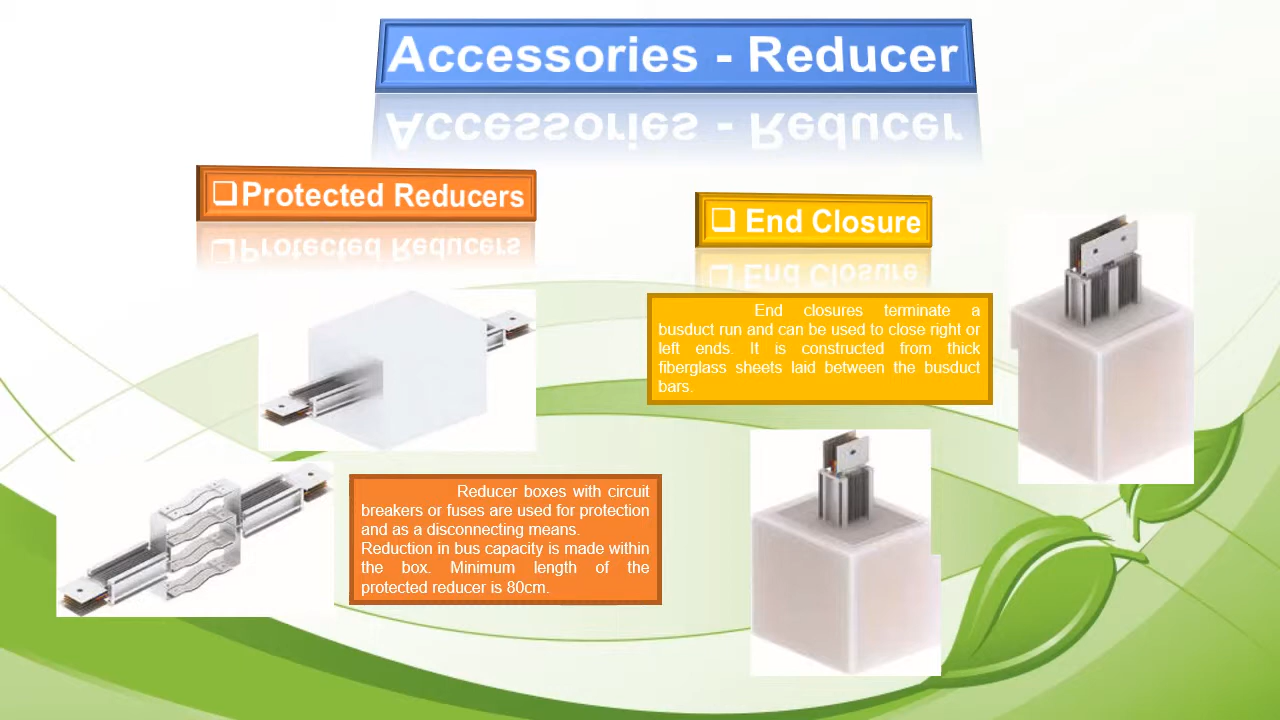 Accessories - Reducer
❑Protected Reducers
Reducer boxes with circuit
breakers or fuses are used for protection
and as a disconnecting means.
Reduction in bus capacity is made within
the box. Minimum length of the
protected reducer is 80cm.
❑ End Closure
End closures terminate a
busduct run and can be used to close right or
left ends. It is constructed from thick
fiberglass sheets laid between the busduct
bars.